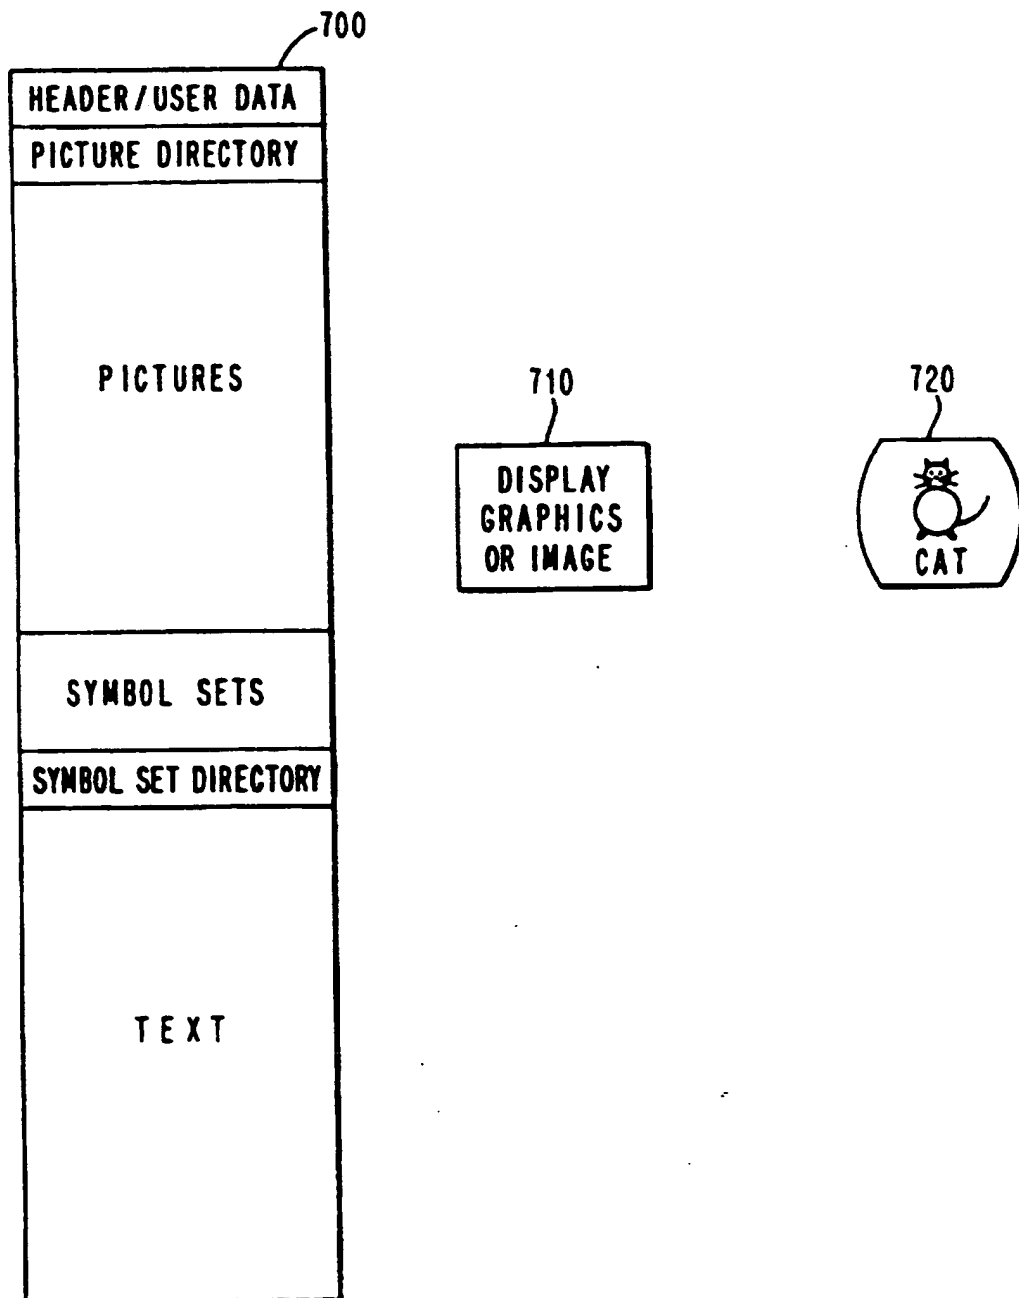 700
HEADER/USER DATA
PICTURE DIRECTORY
PICTURES
SYMBOL SETS
SYMBOL SET DIRECTORY
TEXT
710
DISPLAY
GRAPHICS
OR IMAGE
720
CAT